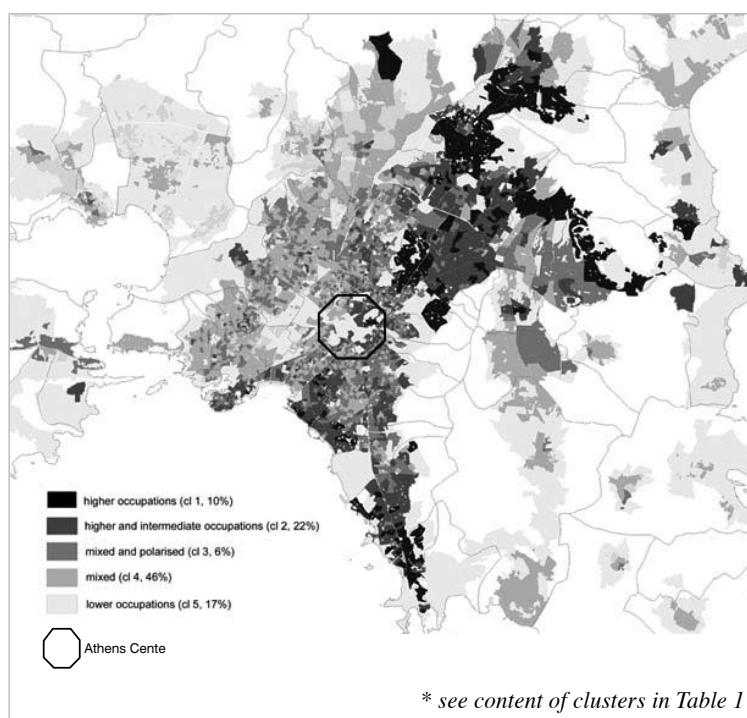 higher occupations (cl 1, 10%)
higher and intermediate occupations (cl 2, 22%)
mixed and polarised (cl 3, 6%)
mixed (cl 4, 46%)
lower occupations (cl 5, 17%)
Athens Cente
* see content of clusters in Table 1